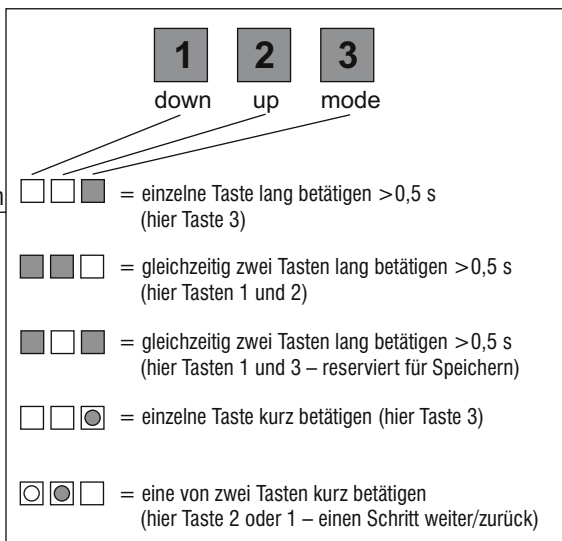 1 2 3
down up mode
= einzelne Taste lang betätigen >0,5 s
(hier Taste 3)
= gleichzeitig zwei Tasten lang betätigen >0,5 s
(hier Tasten 1 und 2)
= gleichzeitig zwei Tasten lang betätigen >0,5 s
(hier Tasten 1 und 3 – reserviert für Speichern)
= einzelne Taste kurz betätigen (hier Taste 3)
= eine von zwei Tasten kurz betätigen
(hier Taste 2 oder 1 – einen Schritt weiter/zurück)